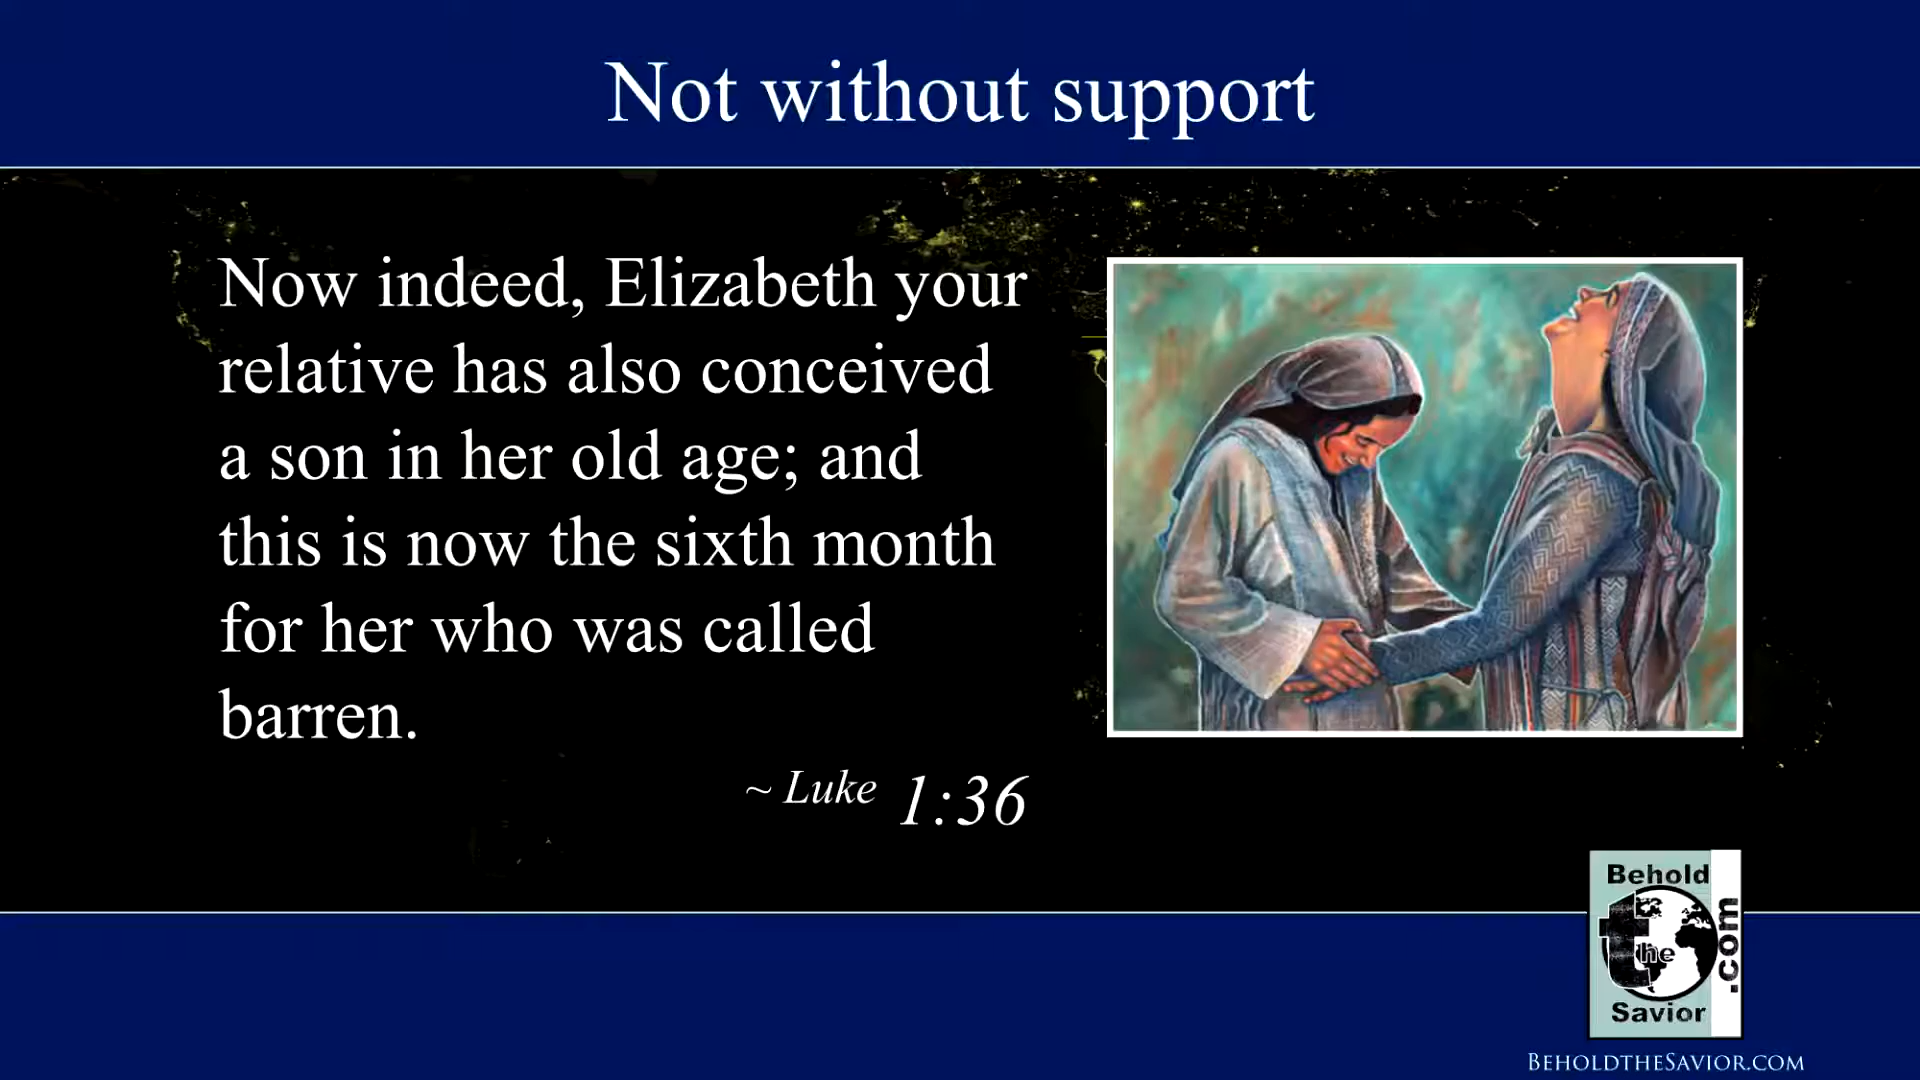 Not without support
Now indeed, Elizabeth your
relative has also conceived
a son in her old age; and
this is now the sixth month
for her who was called
barren.
~ Luke 1:36
Behold
the
Savior
.com
BEHOLDTHESAVIOR.COM